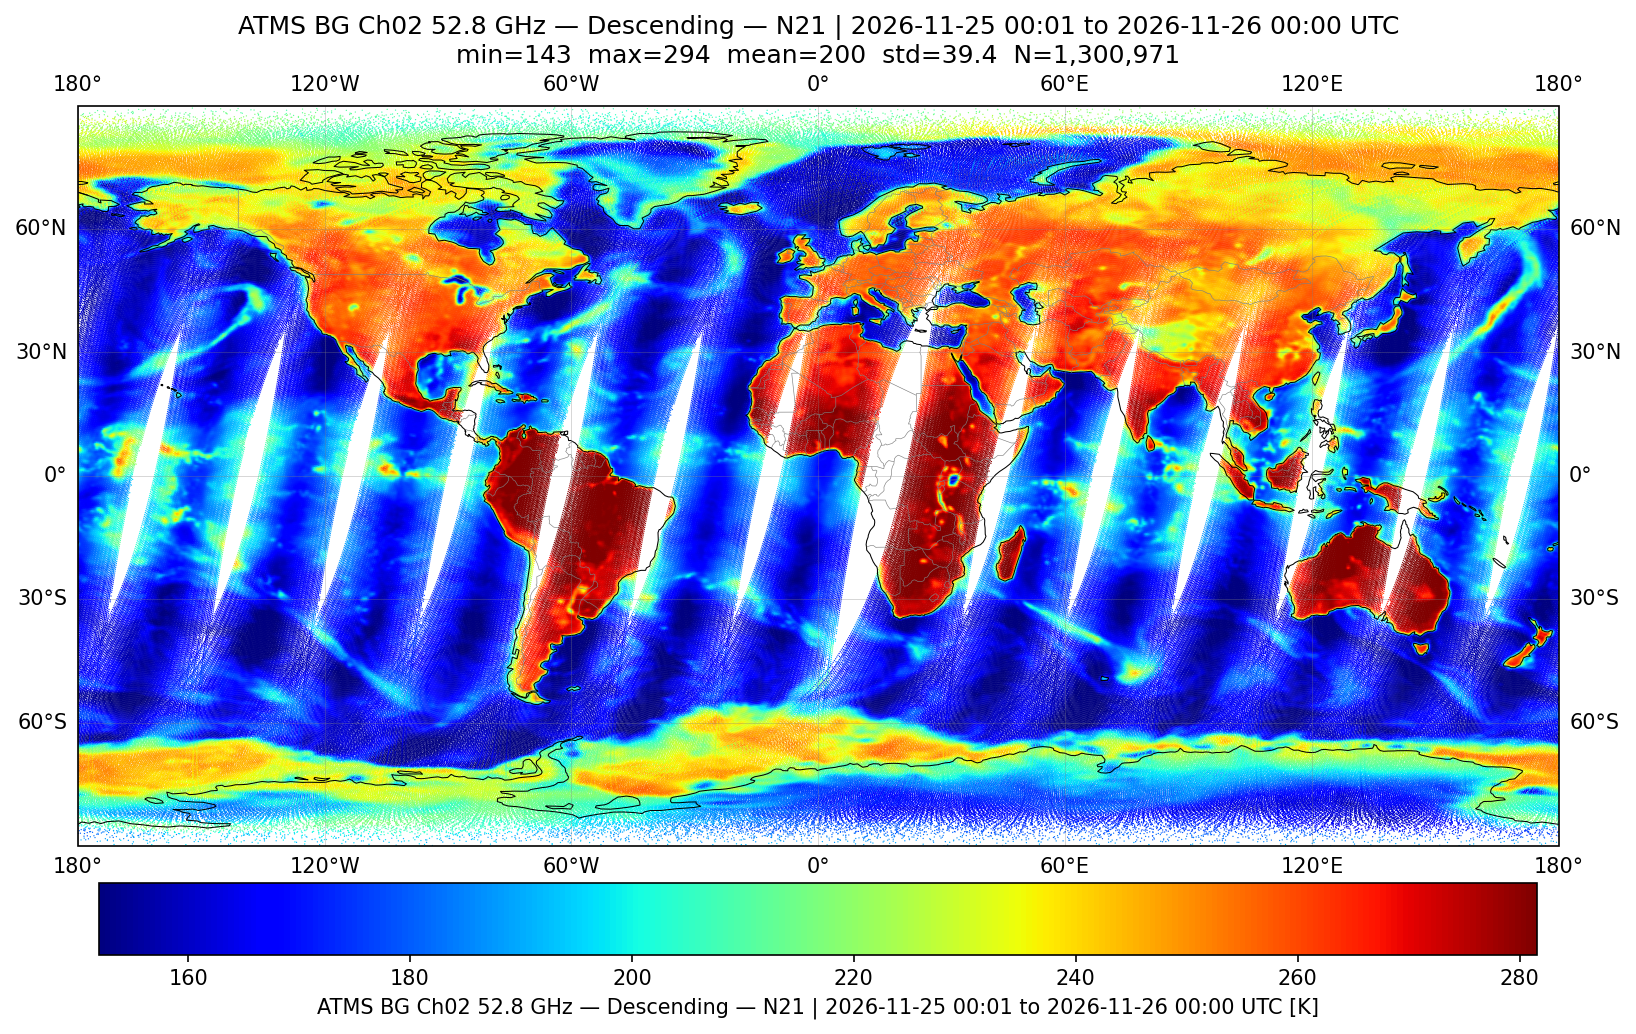 ATMS BG Ch02 52.8 GHz — Descending — N21 | 2026-11-25 00:01 to 2026-11-26 00:00 UTC
min=143 max=294 mean=200 std=39.4 N=1,300,971
180° 120°W 60°W 0° 60°E 120°E 180°
60°N 60°N
30°N 30°N
0° 0°
30°S 30°S
60°S 60°S
180° 120°W 60°W 0° 60°E 120°E 180°
160 180 200 220 240 260 280
ATMS BG Ch02 52.8 GHz — Descending — N21 | 2026-11-25 00:01 to 2026-11-26 00:00 UTC [K]